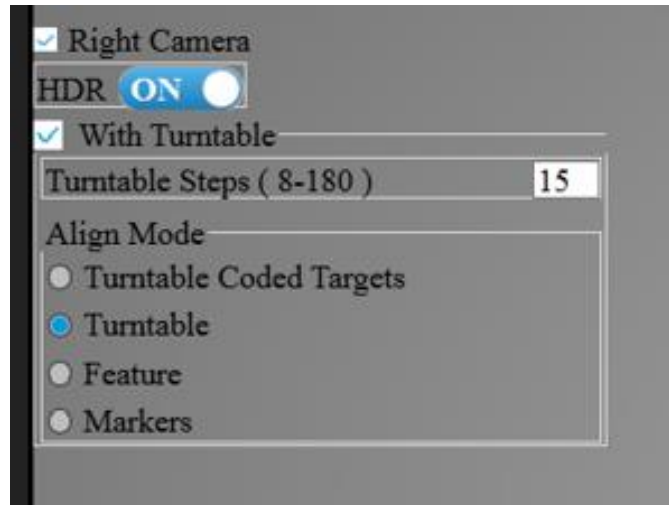 Right Camera
HDR ON
With Turntable
Turntable Steps ( 8-180 ) 15
Align Mode
Turntable Coded Targets
Turntable
Feature
Markers